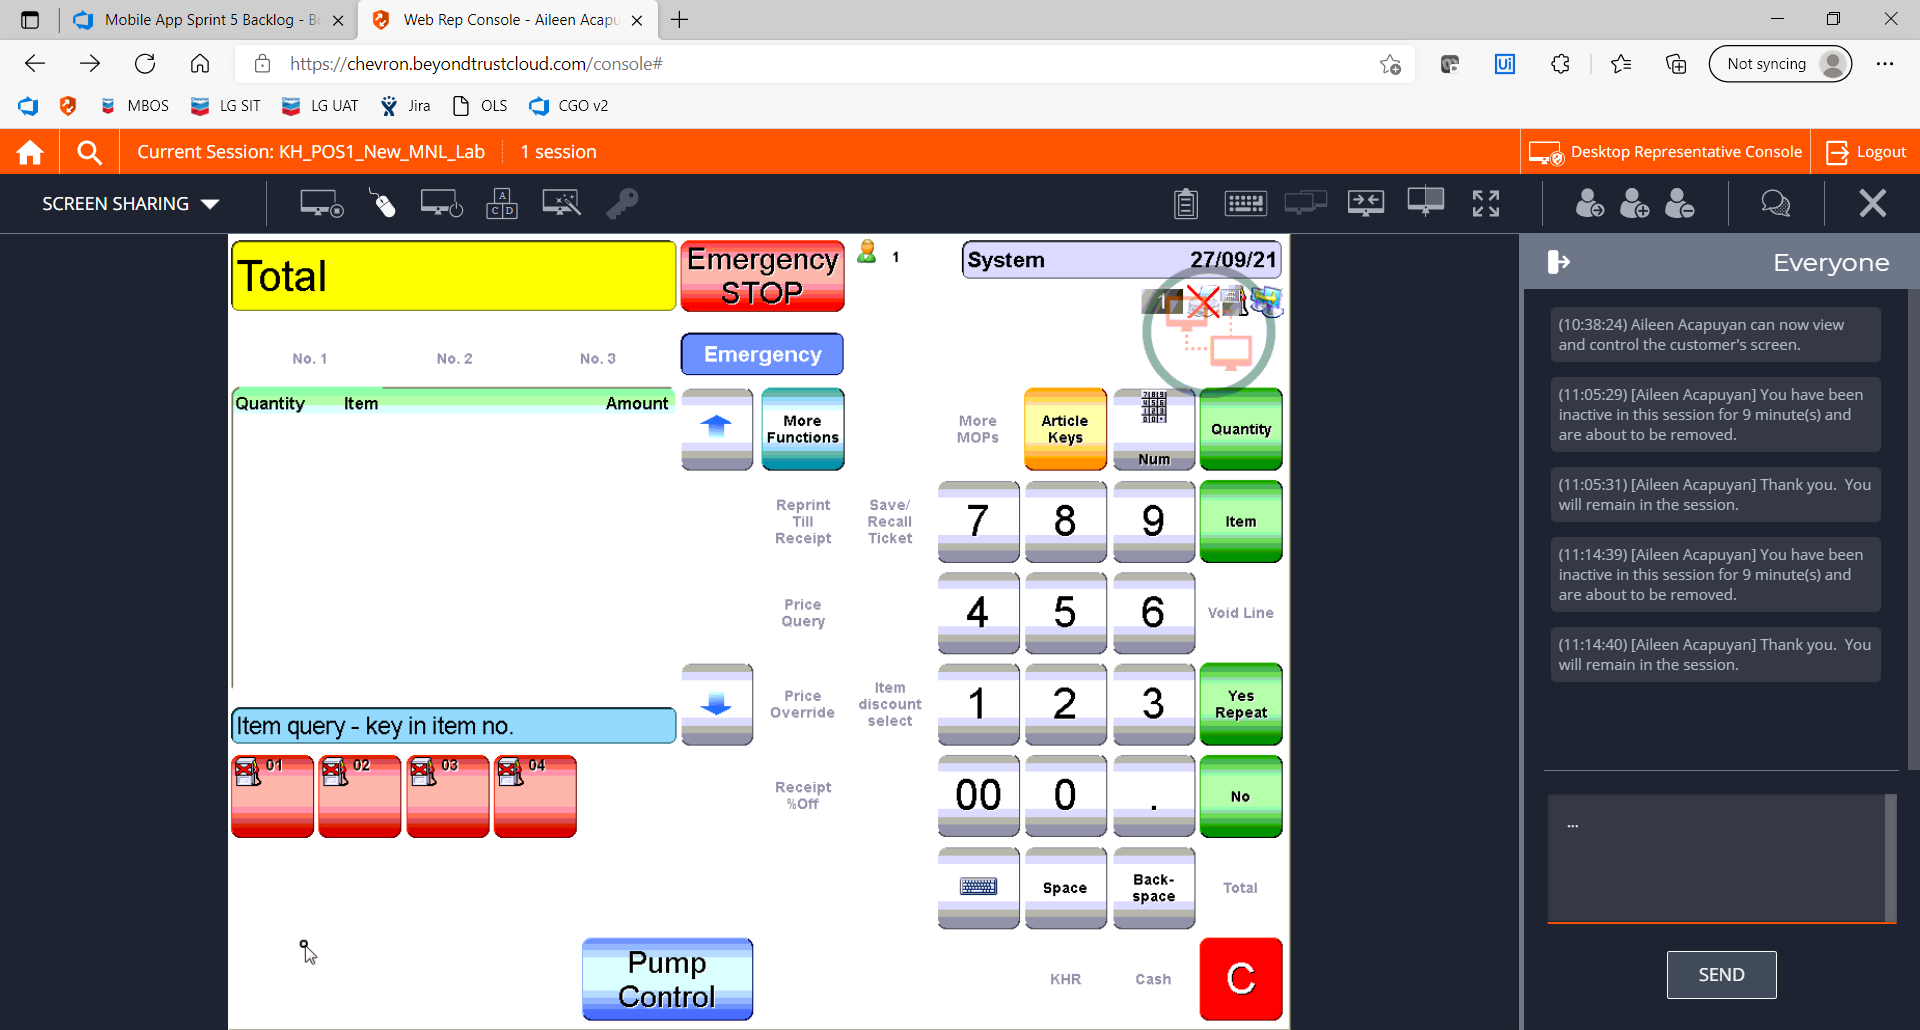 Mobile App Sprint 5 Backlog - Bo
Web Rep Console - Aileen Acapu
https://chevron.beyondtrustcloud.com/console#
Not syncing
MBOS
LG SIT
LG UAT
Jira
OLS
CGO v2
Current Session: KH_POS1_New_MNL_Lab
1 session
Desktop Representative Console
Logout
SCREEN SHARING
A
C D
Total
Emergency
STOP
1
System 27/09/21
1
No. 1
No. 2
No. 3
Emergency
Quantity Item Amount
More
Functions
More
MOPs
Article
Keys
Num
Quantity
Reprint
Till
Receipt
Save/
Recall
Ticket
7
8
9
Item
Price
Query
4
5
6
Void Line
Price
Override
Item
discount
select
1
2
3
Yes
Repeat
Item query - key in item no.
01
02
03
04
Receipt
%Off
00
0
.
No
Space
Back-
space
Total
Pump
Control
KHR
Cash
C
Everyone
(10:38:24) Aileen Acapuyan can now view
and control the customer's screen.
(11:05:29) [Aileen Acapuyan] You have been
inactive in this session for 9 minute(s) and
are about to be removed.
(11:05:31) [Aileen Acapuyan] Thank you.  You
will remain in the session.
(11:14:39) [Aileen Acapuyan] You have been
inactive in this session for 9 minute(s) and
are about to be removed.
(11:14:40) [Aileen Acapuyan] Thank you.  You
will remain in the session.
...
SEND